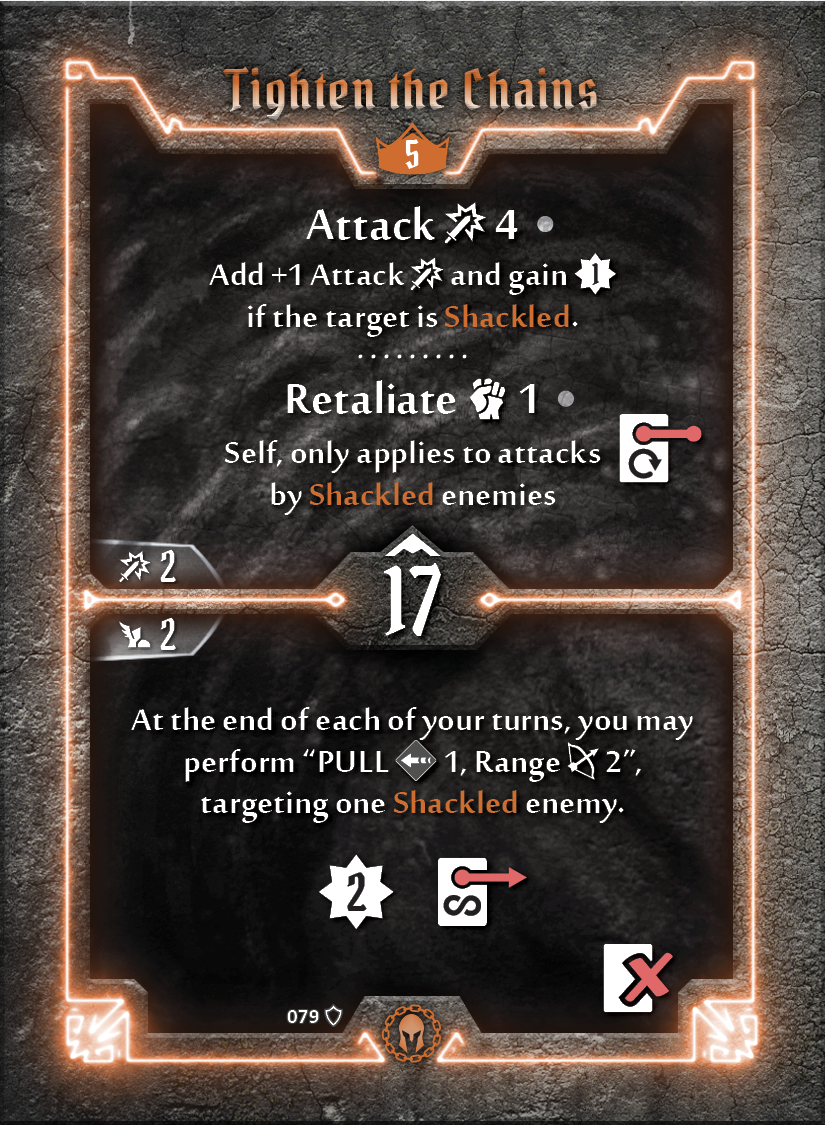 Tighten the Chains
5
Attack 4
Add +1 Attack and gain 1
if the target is Shackled.
Retaliate 1
Self, only applies to attacks
by Shackled enemies
2
17
2
At the end of each of your turns, you may
perform “PULL 1, Range 2”,
targeting one Shackled enemy.
2
079